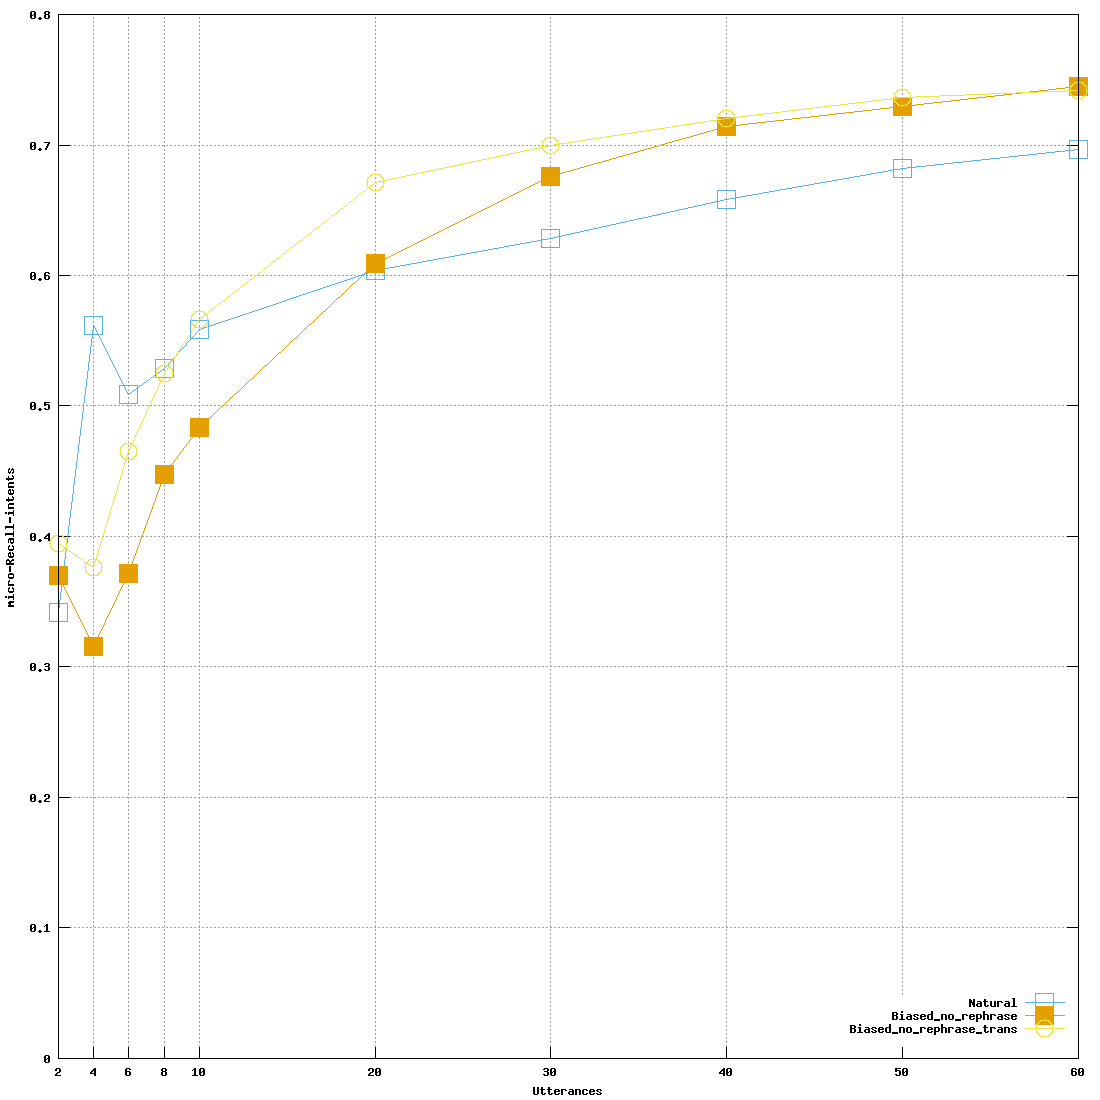 0.8
0.7
0.6
0.5
0.4
0.3
0.2
0.1
0
micro-Recall-intents
2 4 6 8 10 20 30 40 50 60
Utterances
Natural
Biased_no_rephrase
Biased_no_rephrase_trans